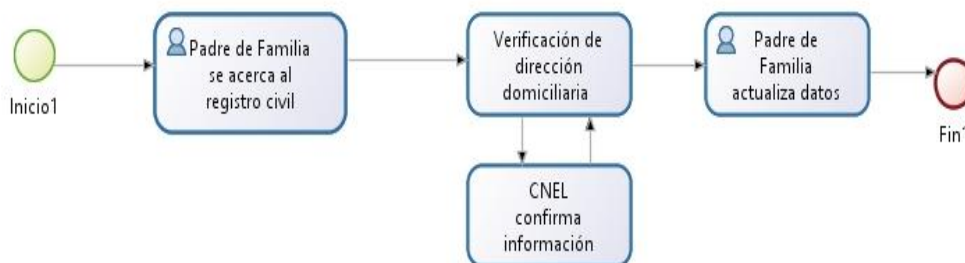 Inicio1
Padre de Familia
se acerca al
registro civil
Verificación de
dirección
domiciliaria
CNEL
confirma
información
Padre de
Familia
actualiza datos
Fin1